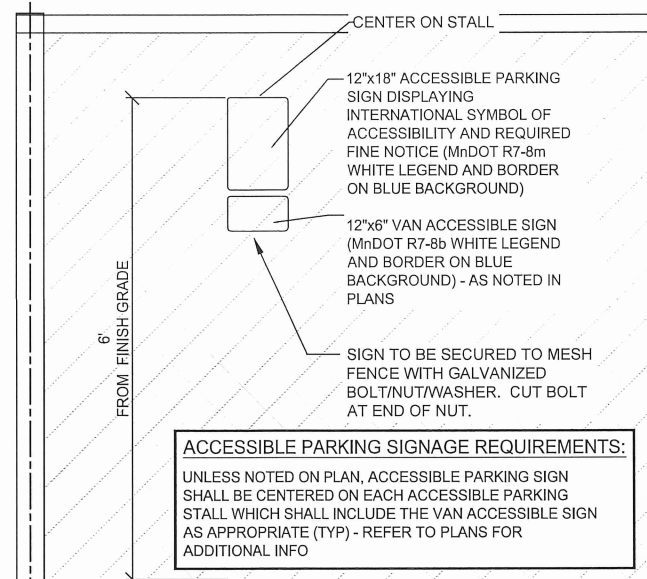 CENTER ON STALL
12"x18" ACCESSIBLE PARKING
SIGN DISPLAYING
INTERNATIONAL SYMBOL OF
ACCESSIBILITY AND REQUIRED
FINE NOTICE (MnDOT R7-8m
WHITE LEGEND AND BORDER
ON BLUE BACKGROUND)
12"x6" VAN ACCESSIBLE SIGN
(MnDOT R7-8b WHITE LEGEND
AND BORDER ON BLUE
BACKGROUND) - AS NOTED IN
PLANS
6'
FROM FINISH GRADE
SIGN TO BE SECURED TO MESH
FENCE WITH GALVANIZED
BOLT/NUT/WASHER. CUT BOLT
AT END OF NUT.
ACCESSIBLE PARKING SIGNAGE REQUIREMENTS:
UNLESS NOTED ON PLAN, ACCESSIBLE PARKING SIGN
SHALL BE CENTERED ON EACH ACCESSIBLE PARKING
STALL WHICH SHALL INCLUDE THE VAN ACCESSIBLE SIGN
AS APPROPRIATE (TYP) - REFER TO PLANS FOR
ADDITIONAL INFO